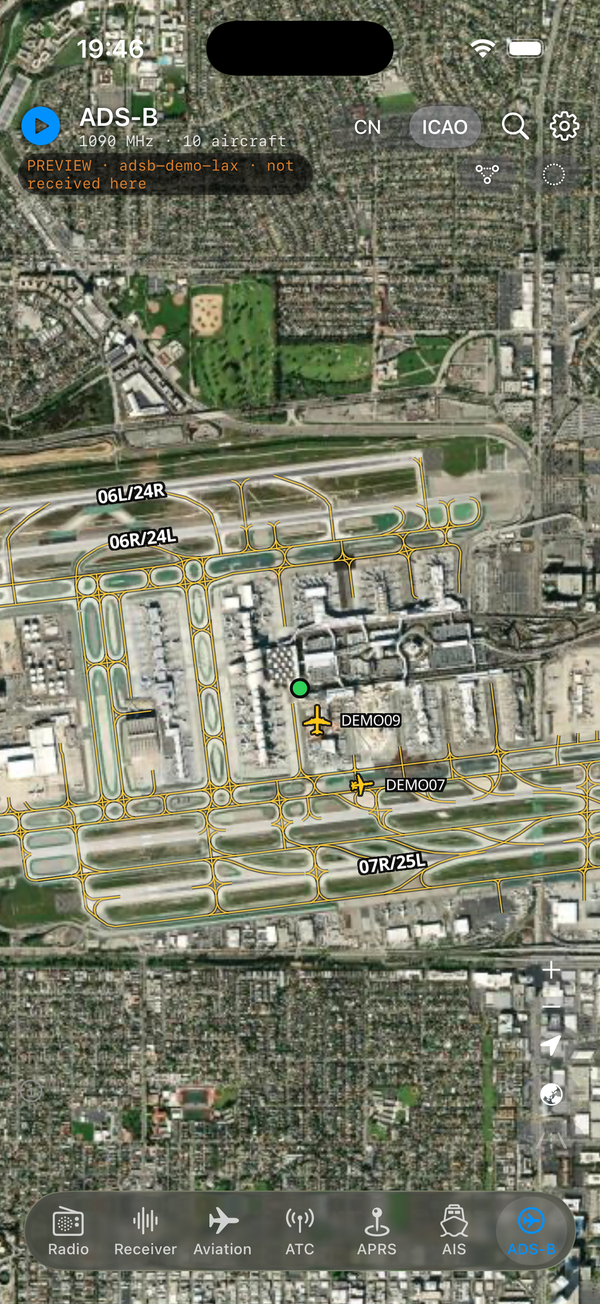 19:46
ADS-B
1090 MHz · 10 aircraft
CN
ICAO
PREVIEW · adsb-demo-lax · not
received here
06L/24R
06R/24L
DEMO09
DEMO07
07R/25L
Radio
Receiver
Aviation
ATC
APRS
AIS
ADS-B